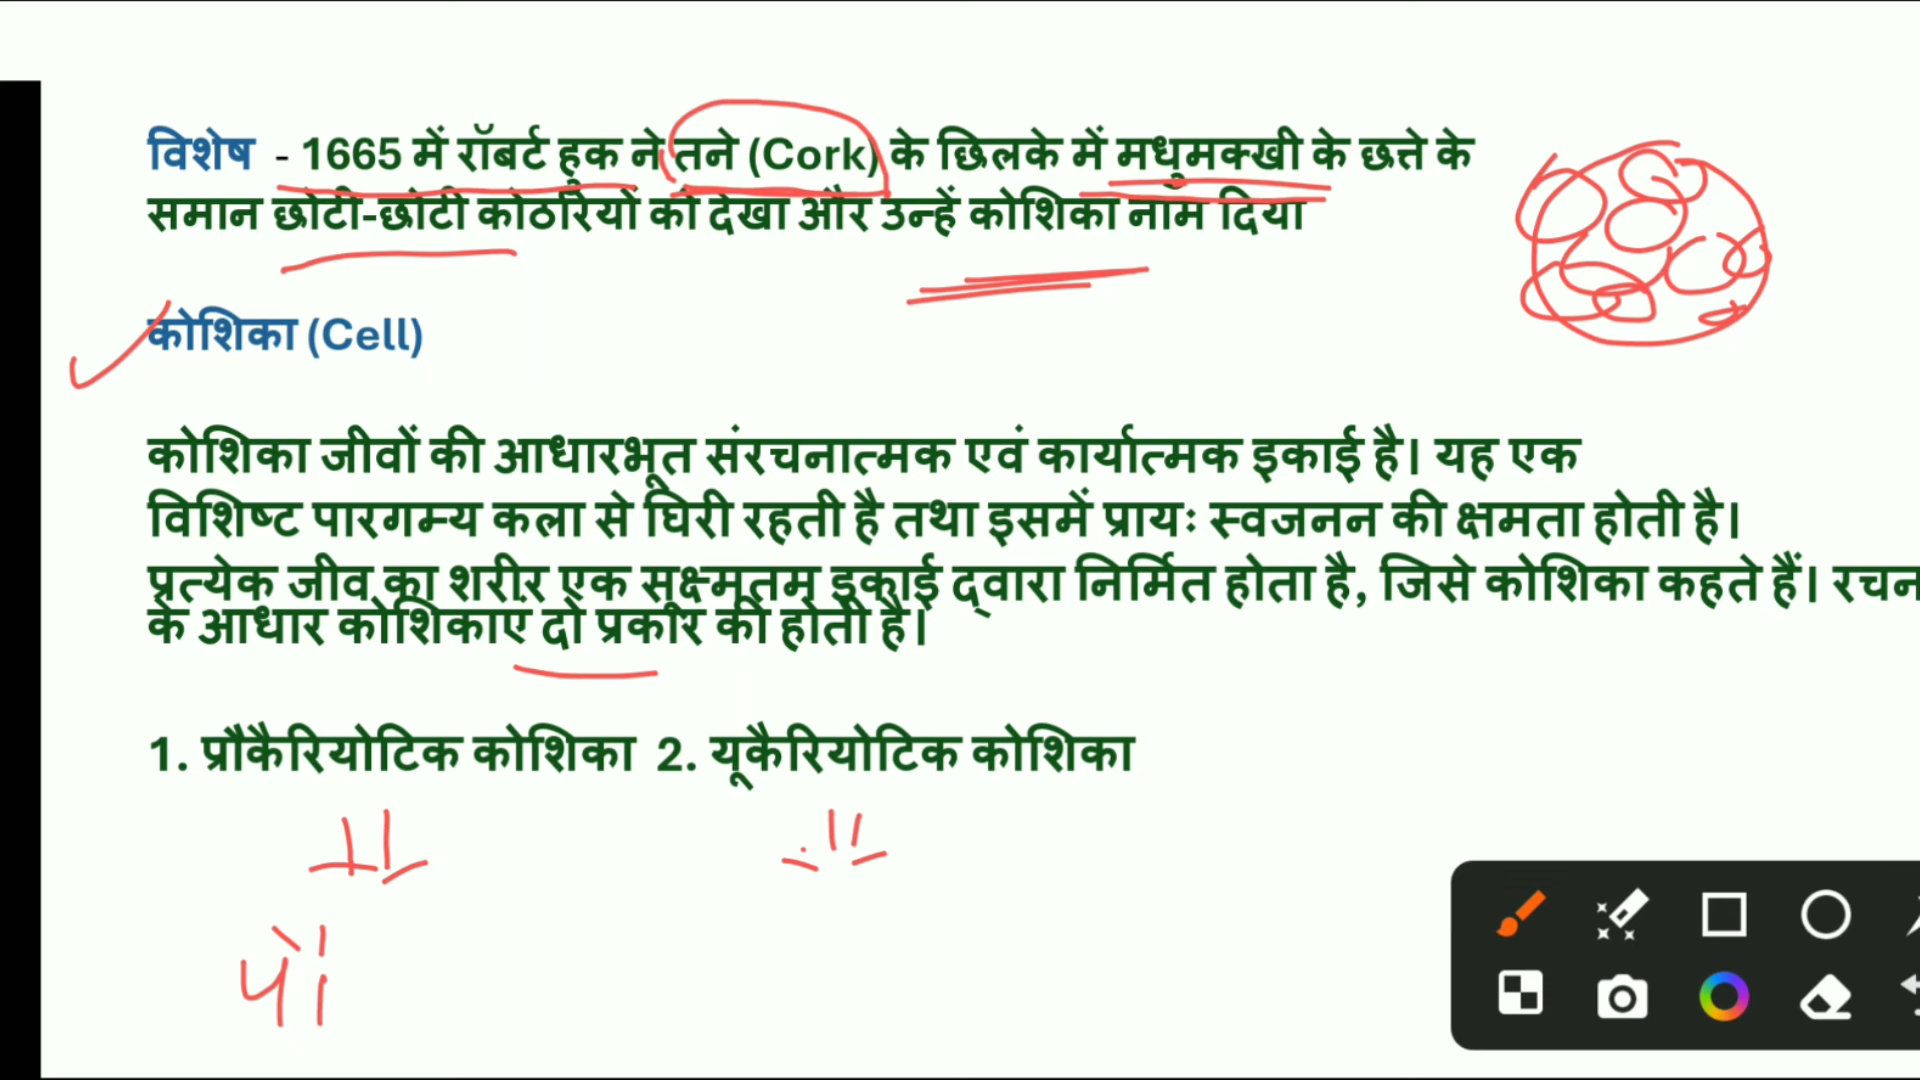 विशेष - 1665 में रॉबर्ट हुक ने तने (Cork) के छिलके में मधुमक्खी के छत्ते के
समान छोटी-छोटी कोठरियों को देखा और उन्हें कोशिका नाम दिया
कोशिका (Cell)
कोशिका जीवों की आधारभूत संरचनात्मक एवं कार्यात्मक इकाई है। यह एक
विशिष्ट पारगम्य कला से घिरी रहती है तथा इसमें प्रायः स्वजनन की क्षमता होती है।
प्रत्येक जीव का शरीर एक सूक्ष्मतम इकाई द्वारा निर्मित होता है, जिसे कोशिका कहते हैं। रचन
के आधार कोशिकाएं दो प्रकार की होती है।
1. प्रौकैरियोटिक कोशिका 2. यूकैरियोटिक कोशिका